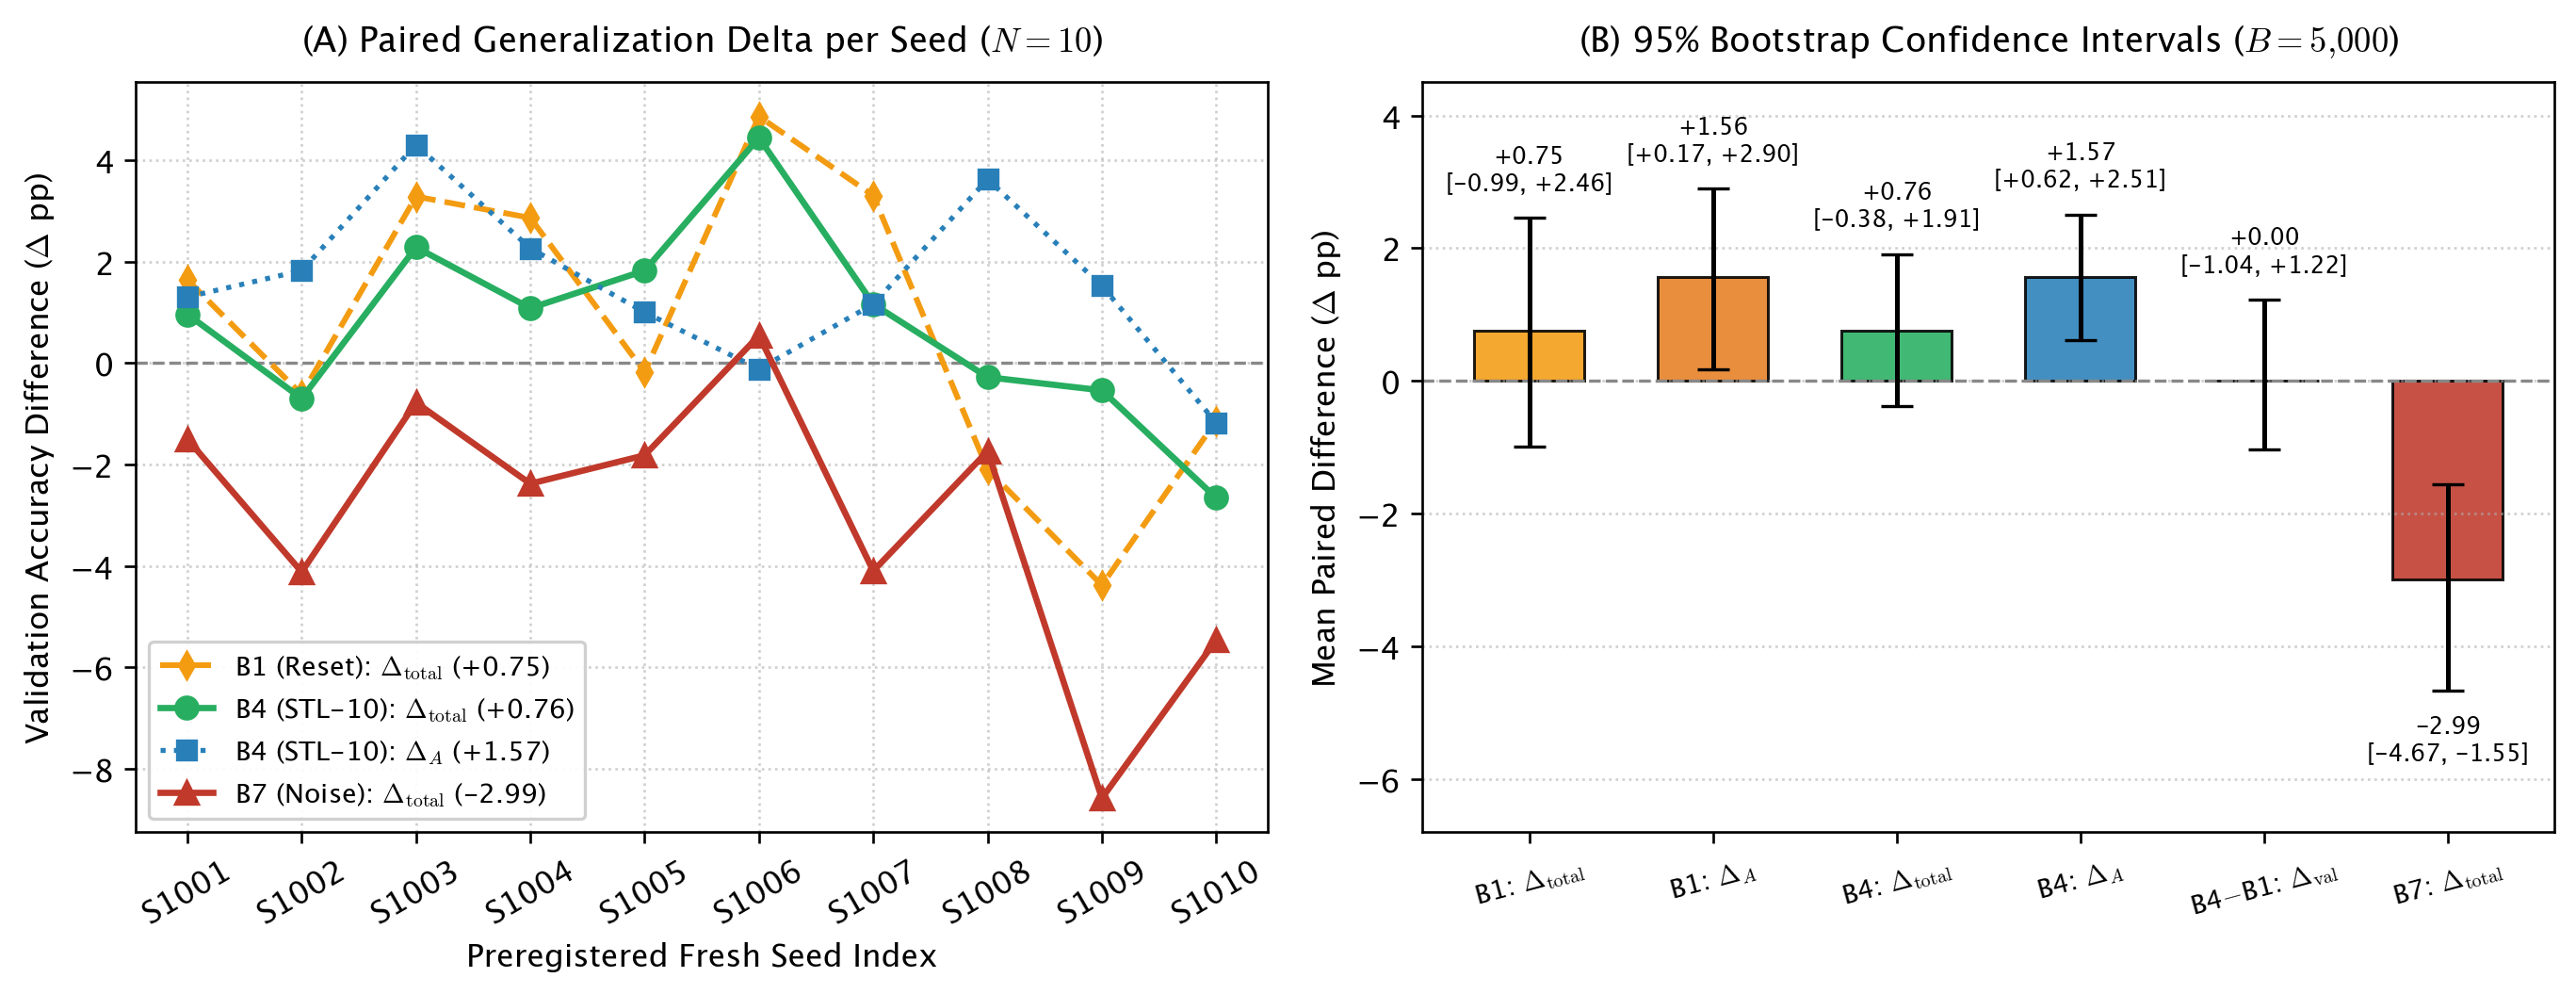 (A) Paired Generalization Delta per Seed (N = 10)
Validation Accuracy Difference (Δ pp)
4
2
0
−2
−4
−6
−8
B1 (Reset): Δtotal (+0.75)
B4 (STL–10): Δtotal (+0.76)
B4 (STL–10): ΔA (+1.57)
B7 (Noise): Δtotal (–2.99)
S1001
S1002
S1003
S1004
S1005
S1006
S1007
S1008
S1009
S1010
Preregistered Fresh Seed Index
(B) 95% Bootstrap Confidence Intervals (B = 5,000)
Mean Paired Difference (Δ pp)
4
2
0
−2
−4
−6
+0.75
[–0.99, +2.46]
+1.56
[+0.17, +2.90]
+0.76
[–0.38, +1.91]
+1.57
[+0.62, +2.51]
+0.00
[–1.04, +1.22]
–2.99
[–4.67, –1.55]
B1: Δtotal
B1: ΔA
B4: Δtotal
B4: ΔA
B4−B1: Δval
B7: Δtotal